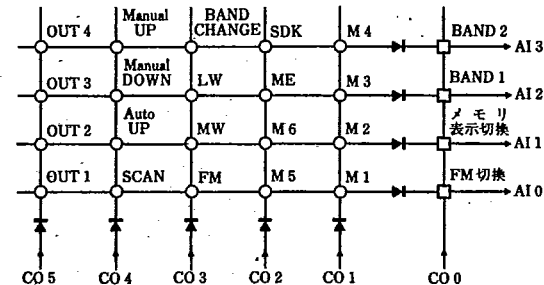 OUT 4
Manual
UP
BAND
CHANGE
SDK
M 4
BAND 2
AI 3
OUT 3
Manual
DOWN
LW
ME
M 3
BAND 1
AI 2
OUT 2
Auto
UP
MW
M 6
M 2
メモリ
表示切換
AI 1
OUT 1
SCAN
FM
M 5
M 1
FM切換
AI 0
CO 5
CO 4
CO 3
CO 2
CO 1
CO 0